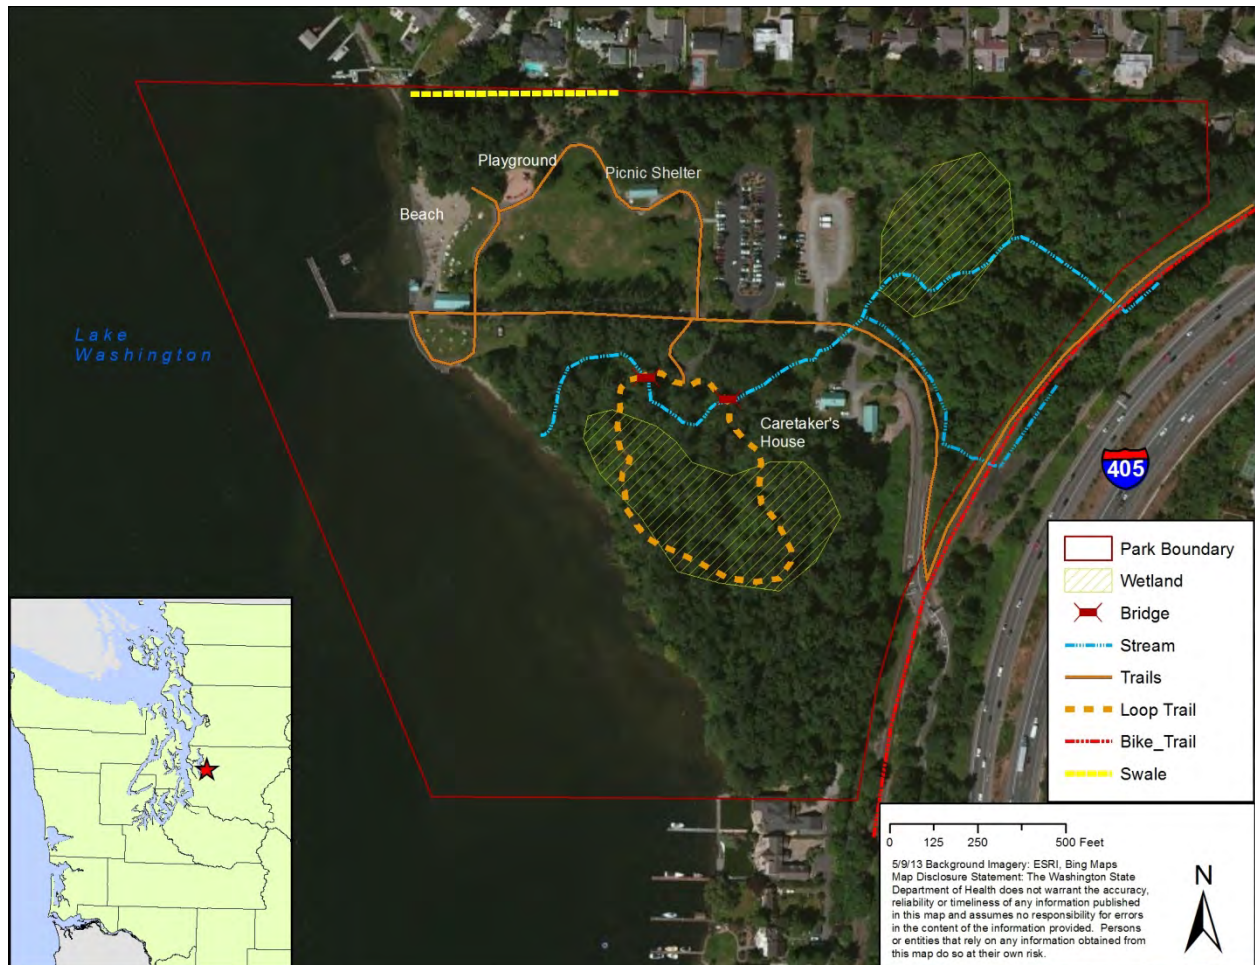 Playground
Picnic Shelter
Beach
Lake
Washington
Caretaker's
House
405
Park Boundary
Wetland
Bridge
Stream
Trails
Loop Trail
Bike_Trail
Swale
0 125 250 500 Feet
5/9/13 Background Imagery: ESRI, Bing Maps
Map Disclosure Statement: The Washington State
Department of Health does not warrant the accuracy,
reliability or timeliness of any information published
in this map and assumes no responsibility for errors
in the content of the information provided. Persons
or entities that rely on any information obtained from
this map do so at their own risk.
N